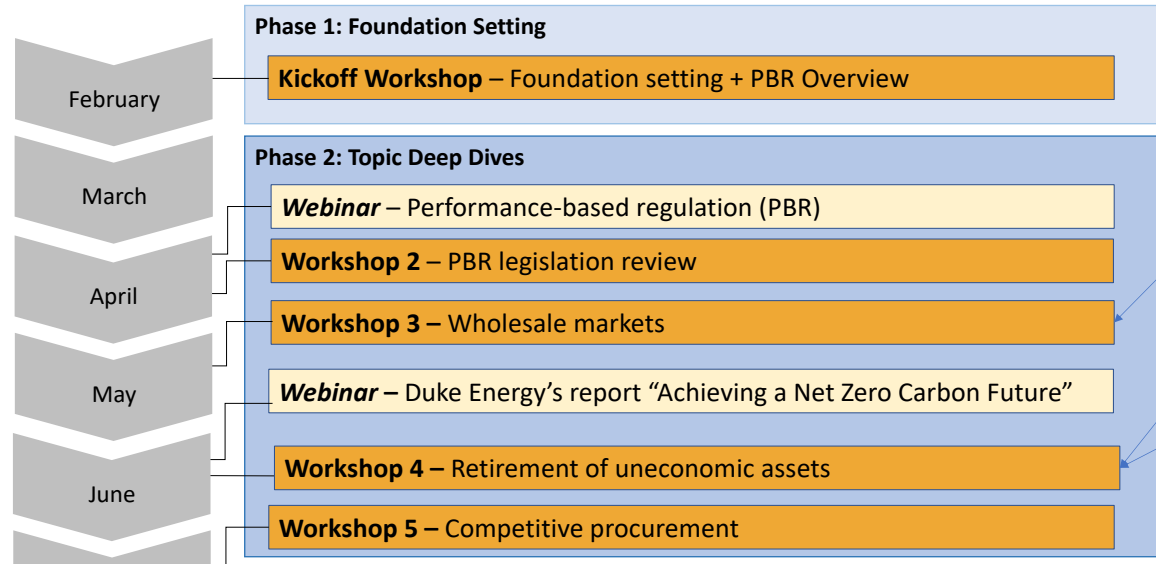 Phase 1: Foundation Setting
Kickoff Workshop – Foundation setting + PBR Overview
February
Phase 2: Topic Deep Dives
March
Webinar – Performance-based regulation (PBR)
Workshop 2 – PBR legislation review
April
Workshop 3 – Wholesale markets
May
Webinar – Duke Energy’s report “Achieving a Net Zero Carbon Future”
Workshop 4 – Retirement of uneconomic assets
June
Workshop 5 – Competitive procurement